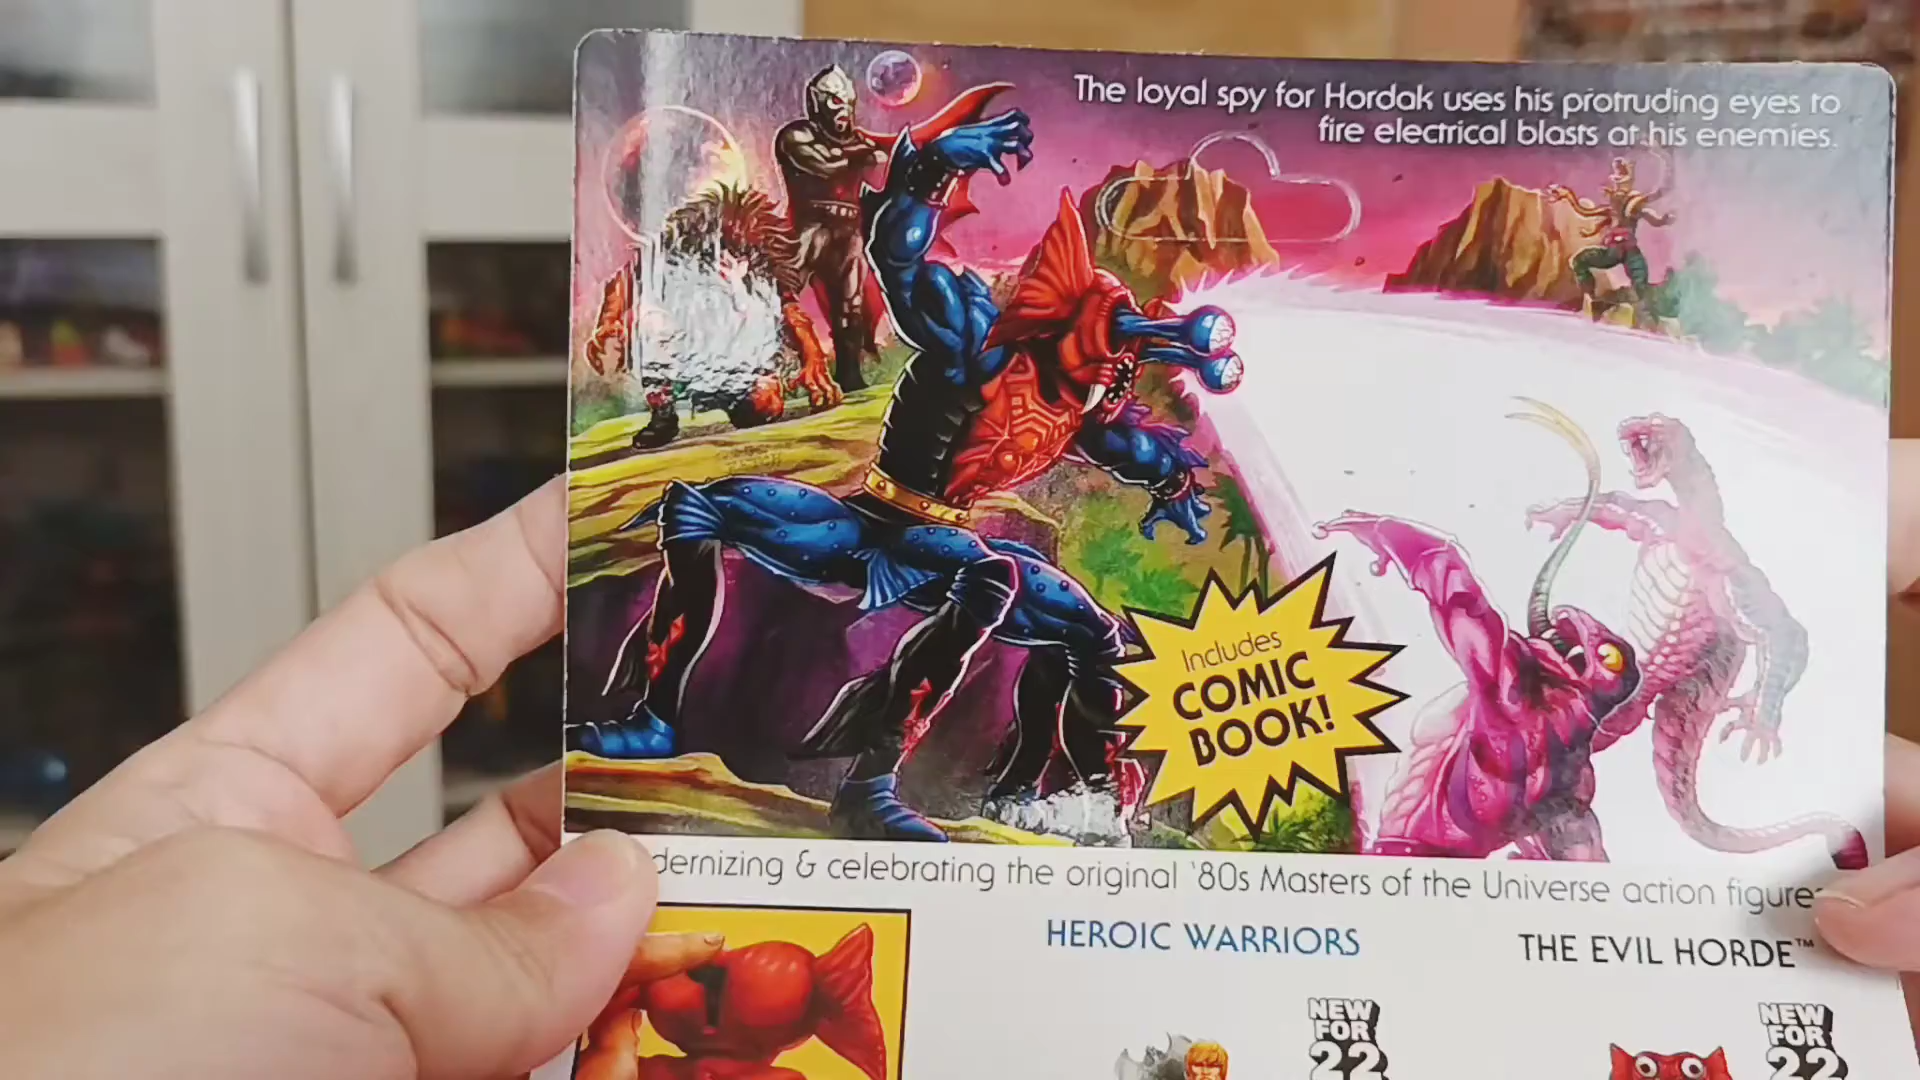 The loyal spy for Hordak uses his protruding eyes to
fire electrical blasts at his enemies.
Includes
COMIC
BOOK!
dernizing & celebrating the original '80s Masters of the Universe action figure
HEROIC WARRIORS
THE EVIL HORDE™
NEW
FOR
22
NEW
FOR
22